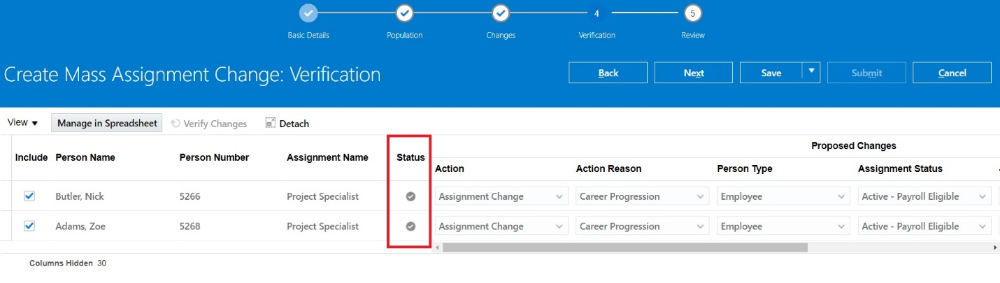 4
5
Basic Details
Population
Changes
Verification
Review
Create Mass Assignment Change: Verification
Back
Next
Save
Submit
Cancel
View
Manage in Spreadsheet
Verify Changes
Detach
Proposed Changes
Include Person Name Person Number Assignment Name Status Action Action Reason Person Type Assignment Status
Butler, Nick 5266 Project Specialist Assignment Change Career Progression Employee Active - Payroll Eligible
Adams, Zoe 5268 Project Specialist Assignment Change Career Progression Employee Active - Payroll Eligible
Columns Hidden 30